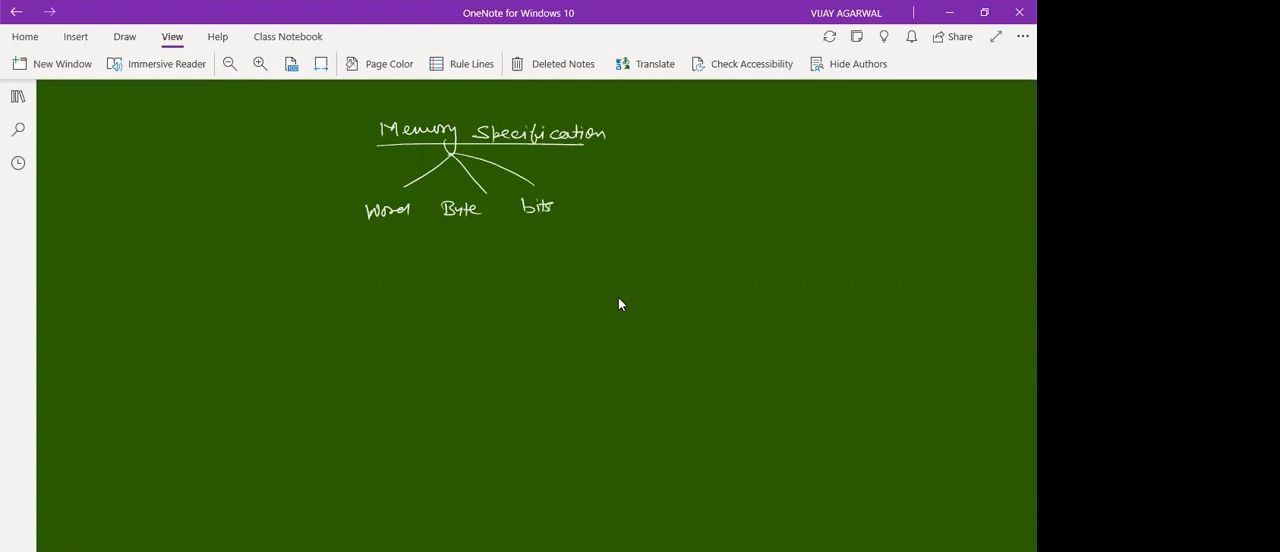 OneNote for Windows 10
VIJAY AGARWAL
Home Insert Draw View Help Class Notebook
Share
New Window Immersive Reader Page Color Rule Lines Deleted Notes Translate Check Accessibility Hide Authors
Memory Specification
Word Byte bits